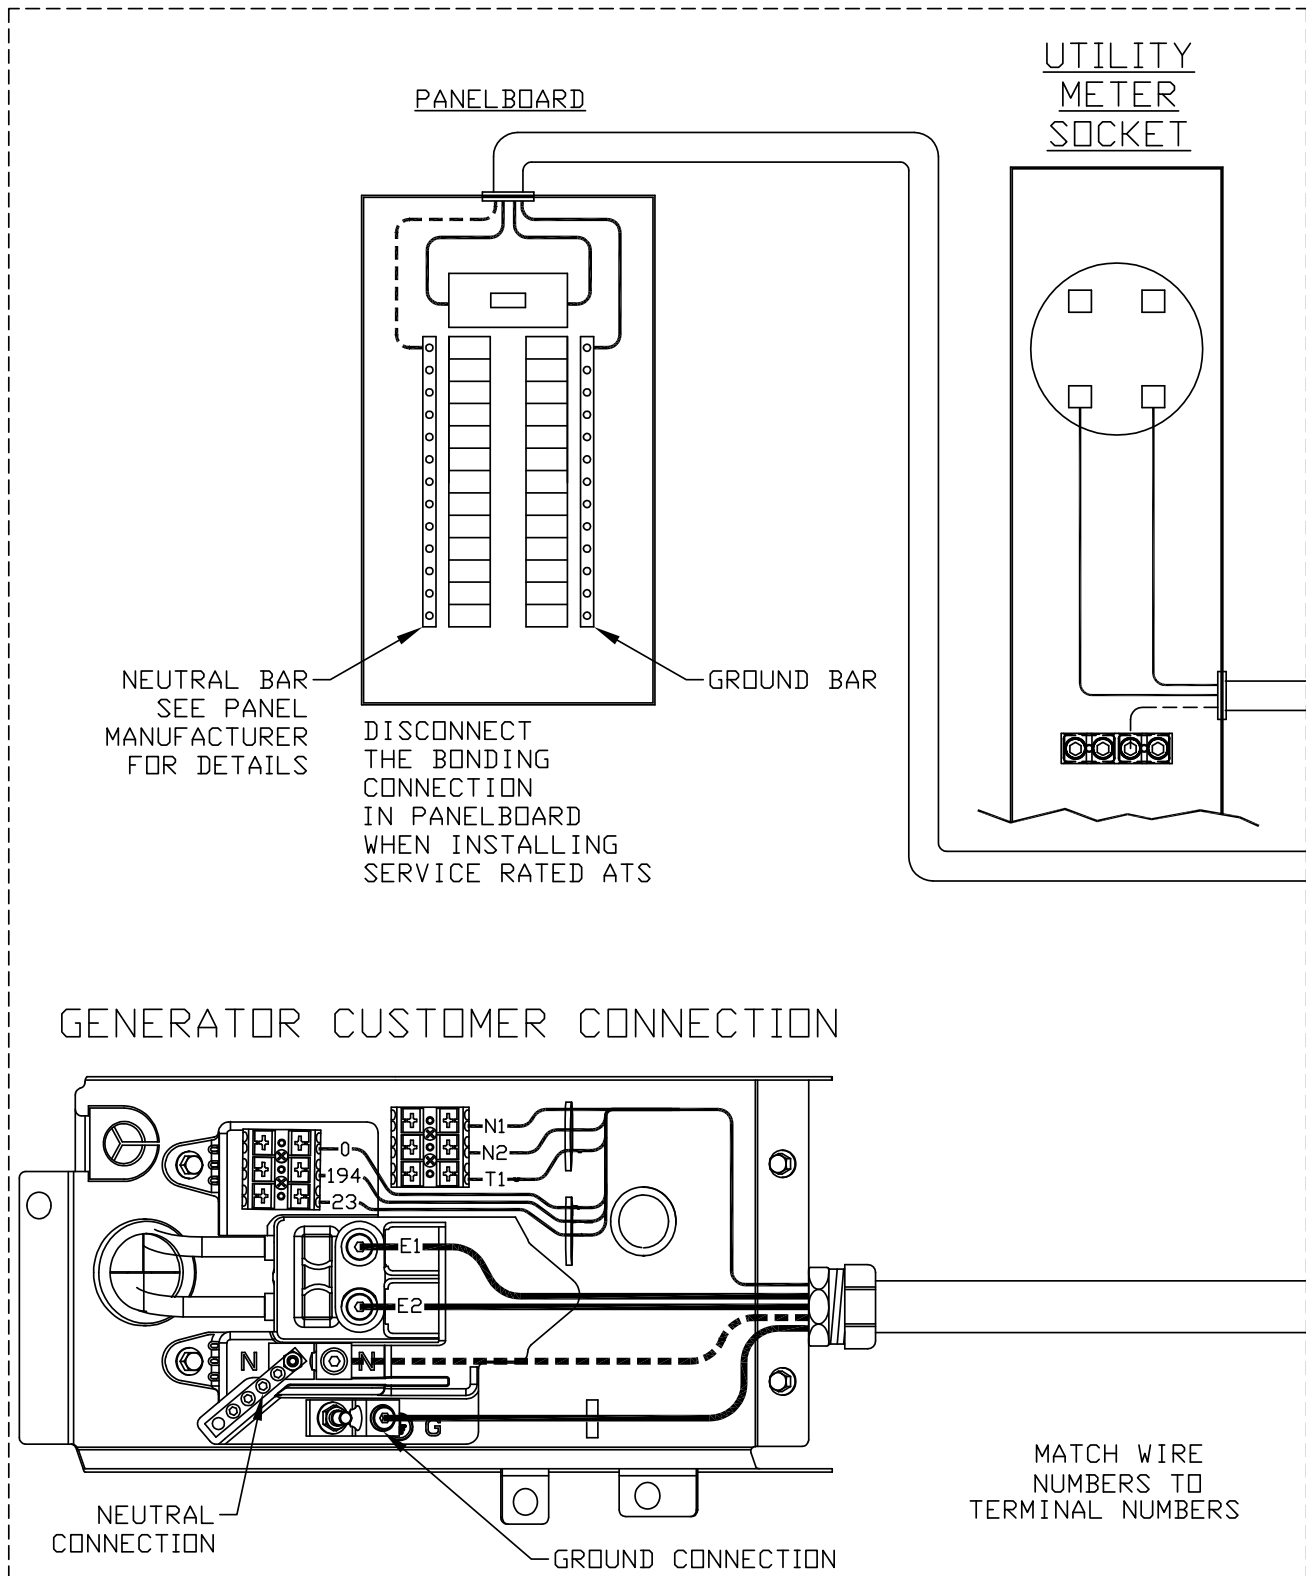 PANELBOARD
UTILITY
METER
SOCKET
NEUTRAL BAR
SEE PANEL
MANUFACTURER
FOR DETAILS
GROUND BAR
DISCONNECT
THE BONDING
CONNECTION
IN PANELBOARD
WHEN INSTALLING
SERVICE RATED ATS
GENERATOR CUSTOMER CONNECTION
N1
N2
T1
0
194
23
E1
E2
N N
G
NEUTRAL
CONNECTION
GROUND CONNECTION
MATCH WIRE
NUMBERS TO
TERMINAL NUMBERS